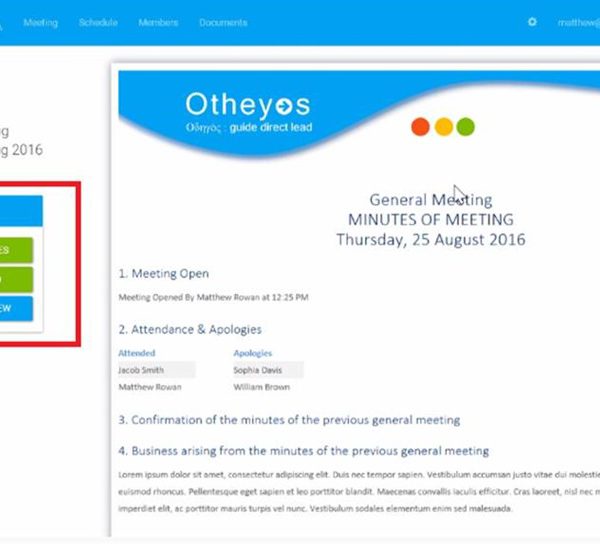 Meeting Schedule Members Documents matthew@
g
g 2016
ES
EW
Otheyos
Οδηγὸς : guide direct lead
General Meeting
MINUTES OF MEETING
Thursday, 25 August 2016
1. Meeting Open
Meeting Opened By Matthew Rowan at 12:25 PM
2. Attendance & Apologies
Attended Apologies
Jacob Smith Sophia Davis
Matthew Rowan William Brown
3. Confirmation of the minutes of the previous general meeting
4. Business arising from the minutes of the previous general meeting
Lorem ipsum dolor sit amet, consectetur adipiscing elit. Duis nec tempor sapien. Vestibulum accumsan justo vitae dui molestie
euismod rhoncus. Pellentesque eget sapien et leo porttitor blandit. Maecenas convallis iaculis efficitur. Cras laoreet, nisl nec m
imperdiet elit, ac porttitor mauris turpis vel nunc. Vestibulum sodales elementum enim sed malesuada.